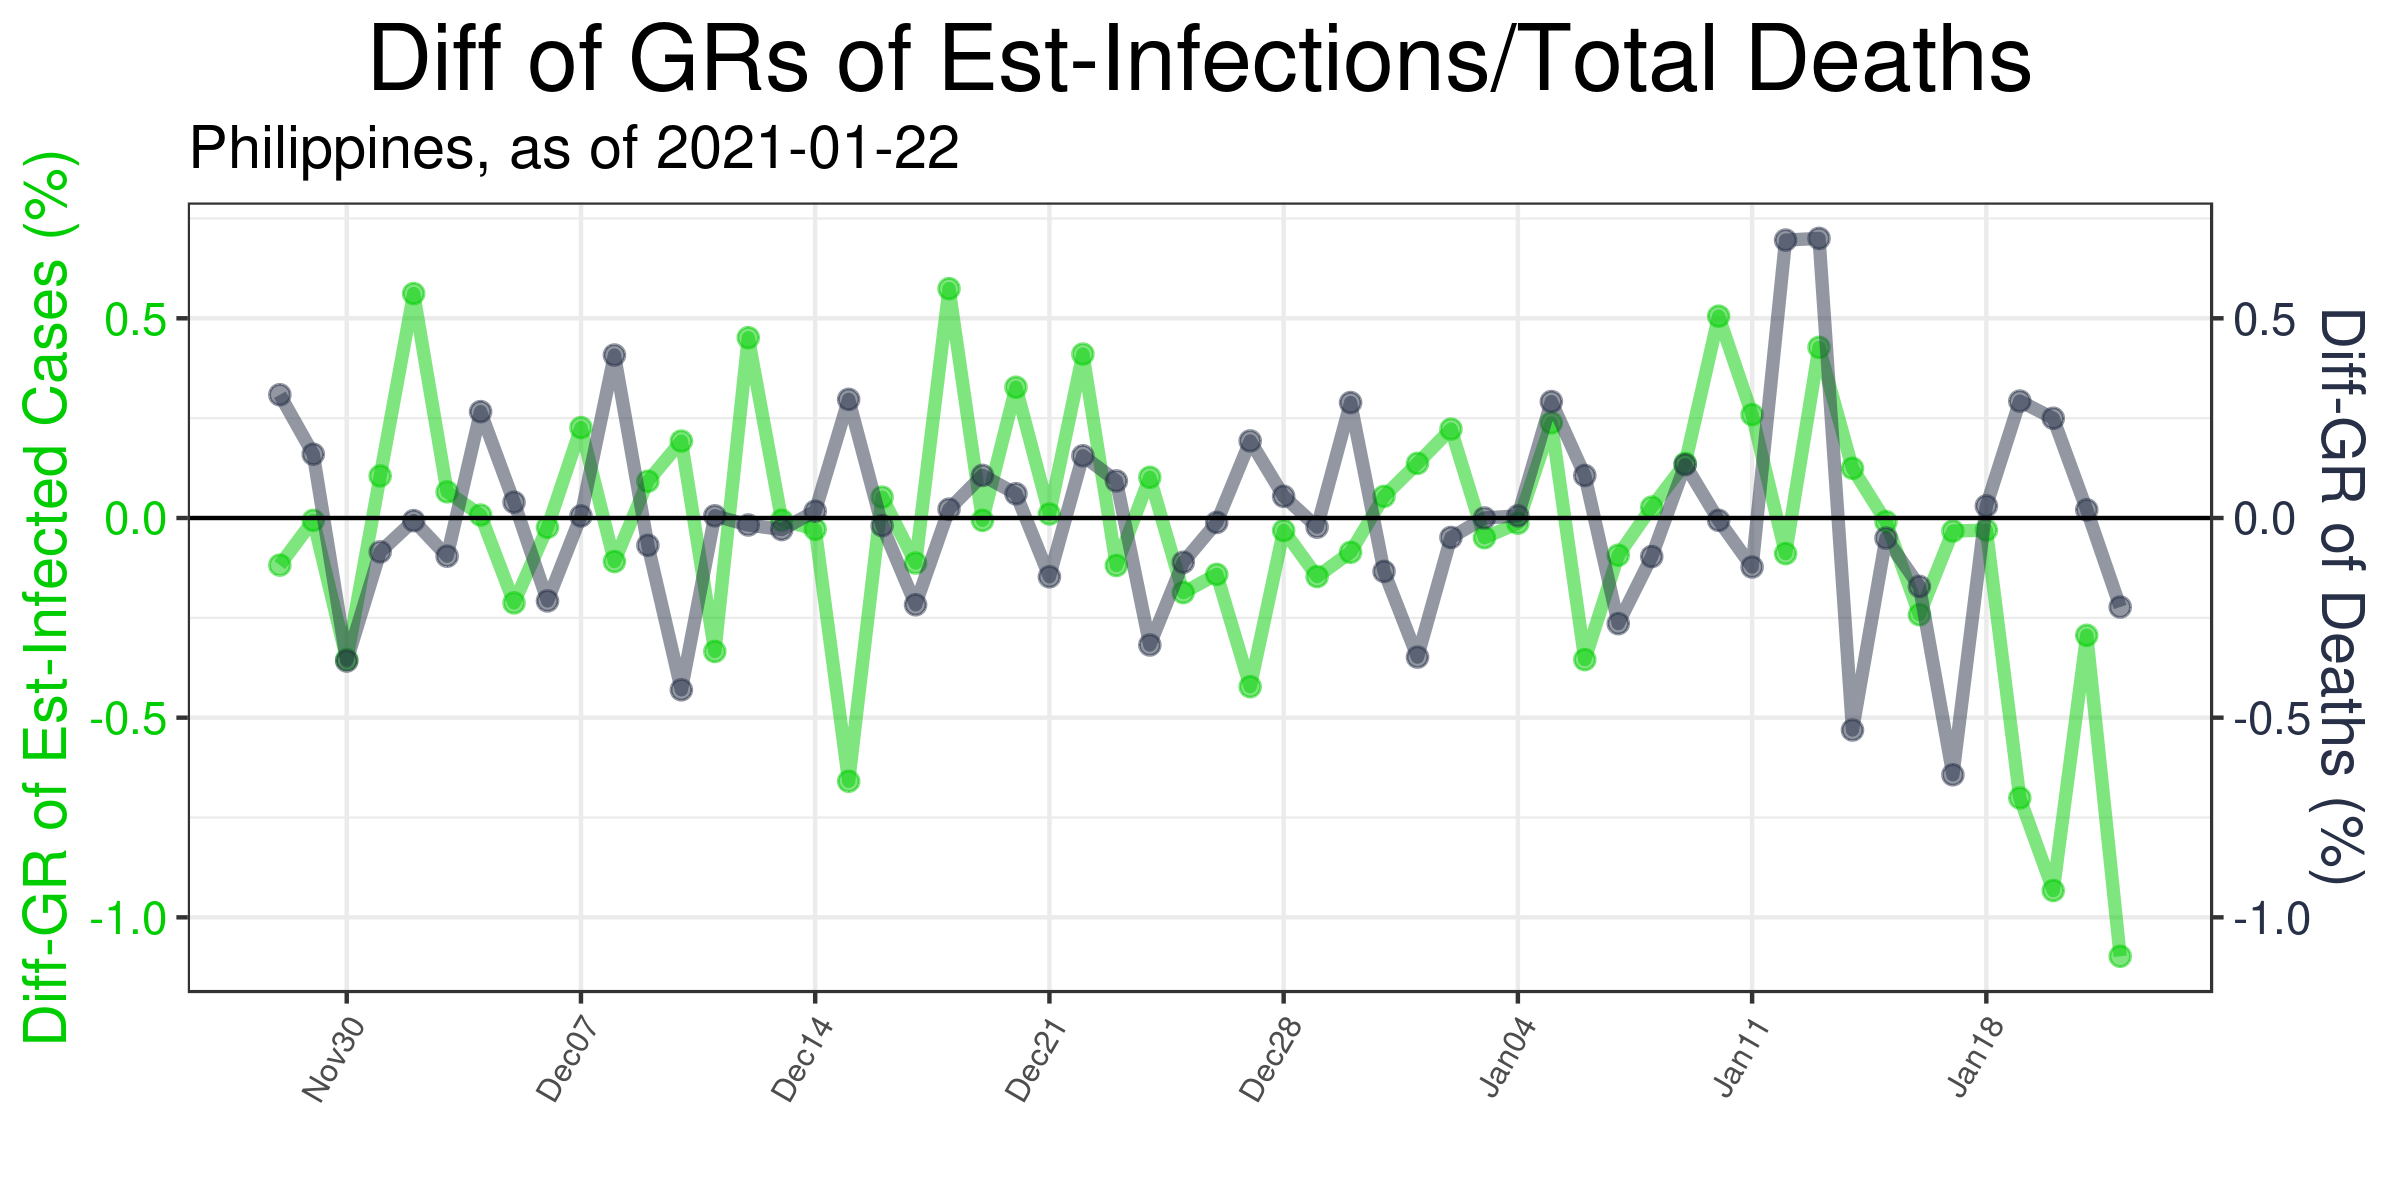 Diff of GRs of Est-Infections/Total Deaths
Philippines, as of 2021-01-22
Diff-GR of Est-Infected Cases (%)
0.5
0.0
-0.5
-1.0
0.5
0.0
-0.5
-1.0
Diff-GR of Deaths (%)
Nov30
Dec07
Dec14
Dec21
Dec28
Jan04
Jan11
Jan18